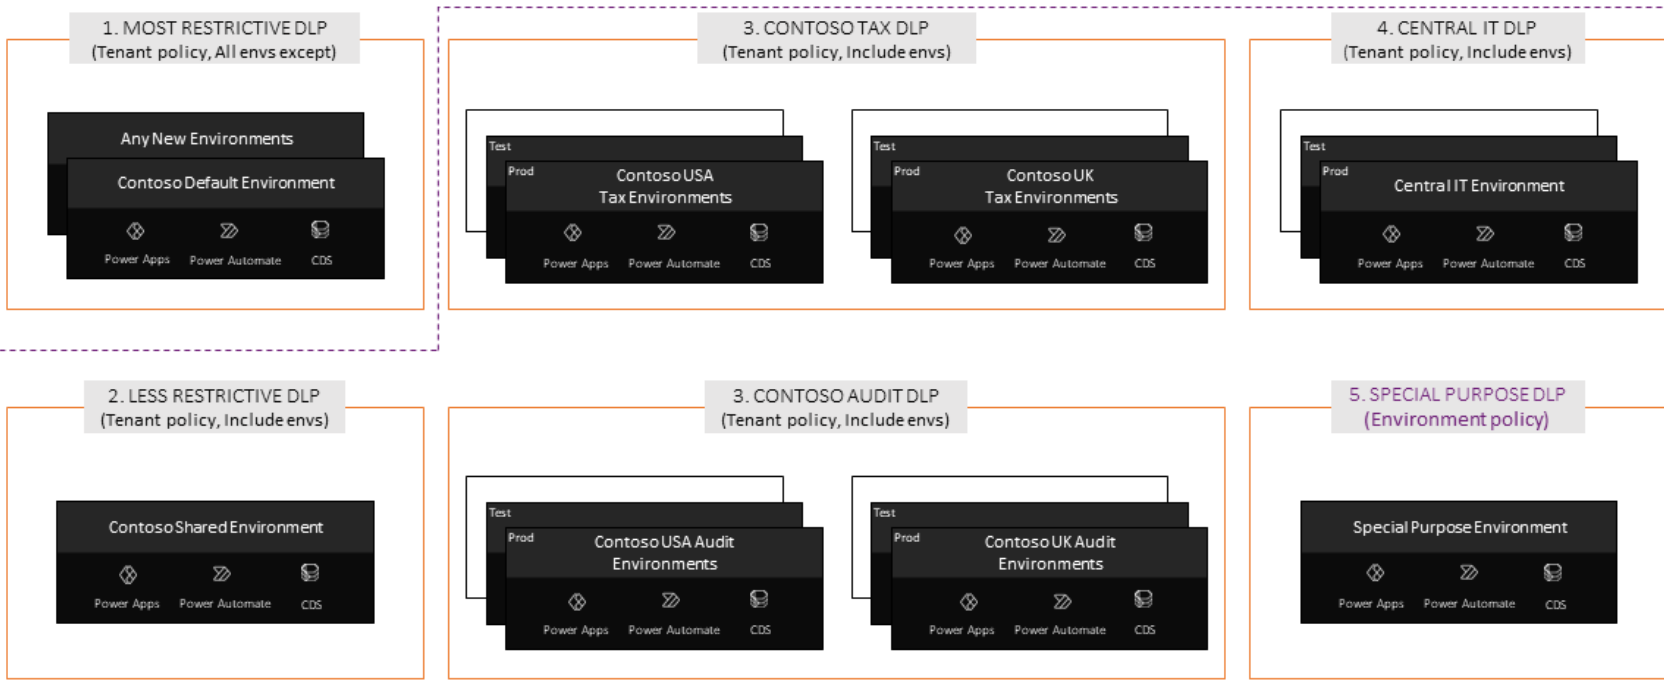 1. MOST RESTRICTIVE DLP
(Tenant policy, All envs except)
Any New Environments
Contoso Default Environment
Power Apps
Power Automate
CDS
3. CONTOSO TAX DLP
(Tenant policy, Include envs)
Test
Prod
Contoso USA
Tax Environments
Power Apps
Power Automate
CDS
Test
Prod
Contoso UK
Tax Environments
Power Apps
Power Automate
CDS
4. CENTRAL IT DLP
(Tenant policy, Include envs)
Test
Prod
Central IT Environment
Power Apps
Power Automate
CDS
2. LESS RESTRICTIVE DLP
(Tenant policy, Include envs)
Contoso Shared Environment
Power Apps
Power Automate
CDS
3. CONTOSO AUDIT DLP
(Tenant policy, Include envs)
Test
Prod
Contoso USA Audit
Environments
Power Apps
Power Automate
CDS
Test
Prod
Contoso UK Audit
Environments
Power Apps
Power Automate
CDS
5. SPECIAL PURPOSE DLP
(Environment policy)
Special Purpose Environment
Power Apps
Power Automate
CDS